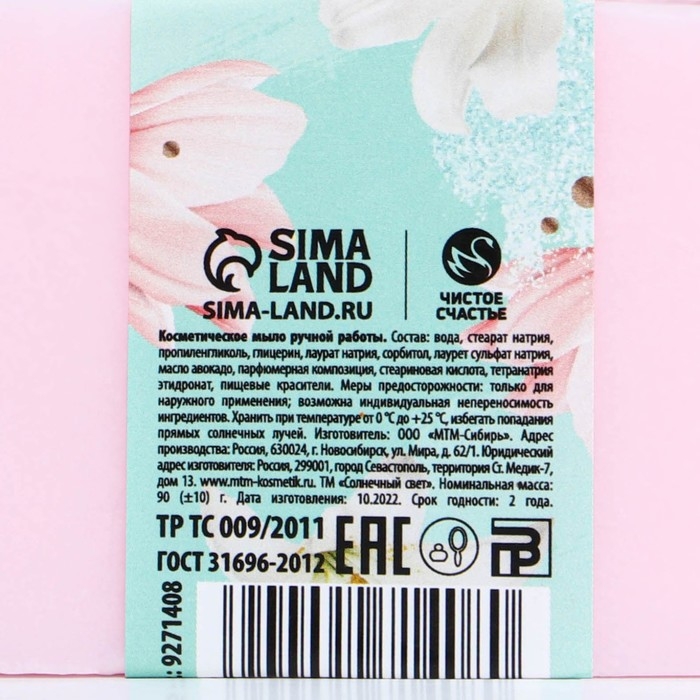 SIMA
LAND
SIMA-LAND.RU
ЧИСТОЕ
СЧАСТЬЕ
Косметическое мыло ручной работы. Состав: вода, стеарат натрия,
пропиленгликоль, глицерин, лаурат натрия, сорбитол, лаурет сульфат натрия,
масло авокадо, парфюмерная композиция, стеариновая кислота, тетранатрия
этидронат, пищевые красители. Меры предосторожности: только для
наружного применения; возможна индивидуальная непереносимость
ингредиентов. Хранить при температуре от 0 °C до +25 °C, избегать попадания
прямых солнечных лучей. Изготовитель: ООО «МТМ-Сибирь». Адрес
производства: Россия, 630024, г. Новосибирск, ул. Мира, д. 62/1. Юридический
адрес изготовителя: Россия, 299001, город Севастополь, территория Ст. Медик-7,
дом 13. www.mtm-kosmetik.ru. ТМ «Солнечный свет». Номинальная масса:
90 (±10) г. Дата изготовления: 10.2022. Срок годности: 2 года.
ТР ТС 009/2011
ГОСТ 31696-2012
EAC
9271408